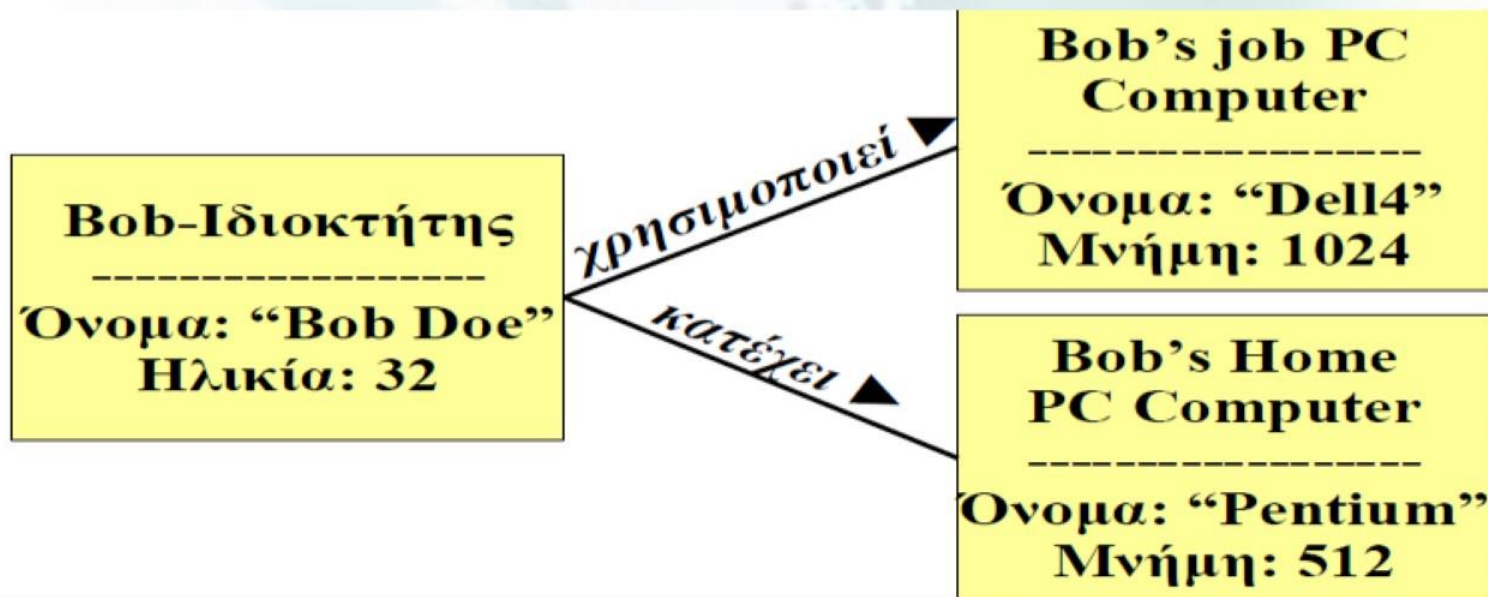 Bob-Ιδιοκτήτης
------------------
Όνομα: “Bob Doe”
Ηλικία: 32
χρησιμοποιεί ►
κατέχει ►
Bob’s job PC
Computer
------------------
Όνομα: “Dell4”
Μνήμη: 1024
Bob’s Home
PC Computer
------------------
Όνομα: “Pentium”
Μνήμη: 512